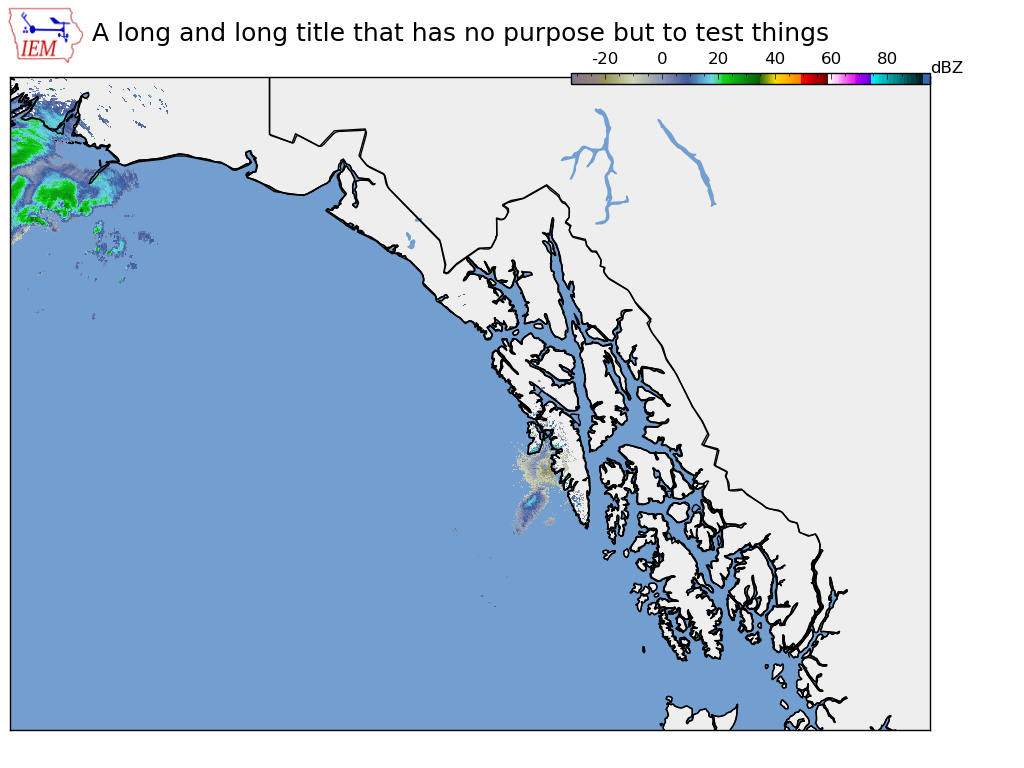 IEM
A long and long title that has no purpose but to test things
-20 0 20 40 60 80 dBZ